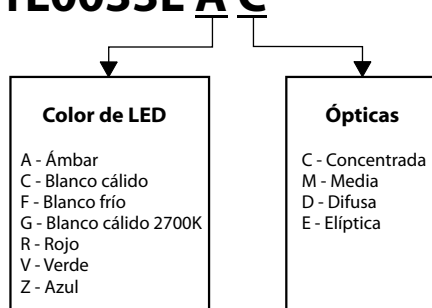 A C
Color de LED
A - Ámbar
C - Blanco cálido
F - Blanco frío
G - Blanco cálido 2700K
R - Rojo
V - Verde
Z - Azul
Ópticas
C - Concentrada
M - Media
D - Difusa
E - Elíptica